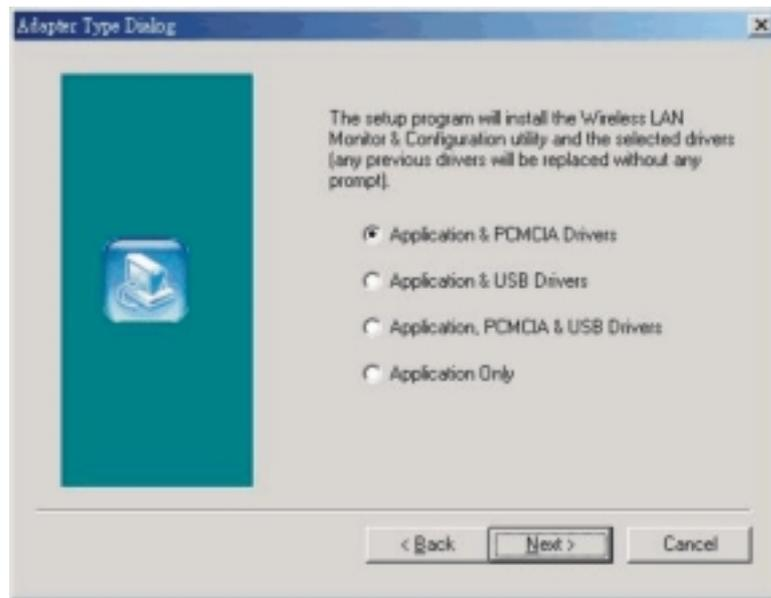 Adapter Type Dialog
The setup program will install the Wireless LAN
Monitor & Configuration utility and the selected drivers
(any previous drivers will be replaced without any
prompt).
Application & PCMCIA Drivers
Application & USB Drivers
Application, PCMCIA & USB Drivers
Application Only
< Back
Next >
Cancel